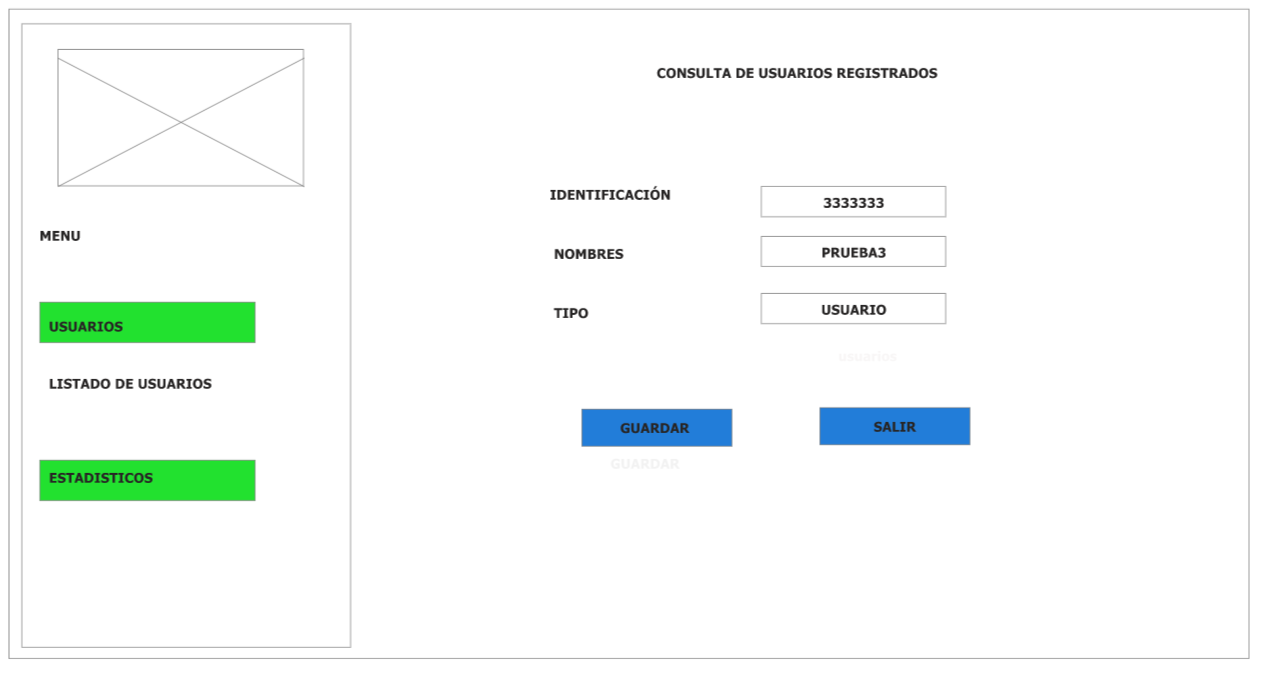 CONSULTA DE USUARIOS REGISTRADOS
MENU
USUARIOS
LISTADO DE USUARIOS
ESTADISTICOS
IDENTIFICACIÓN
3333333
NOMBRES
PRUEBA3
TIPO
USUARIO
usuarios
GUARDAR
SALIR
GUARDAR